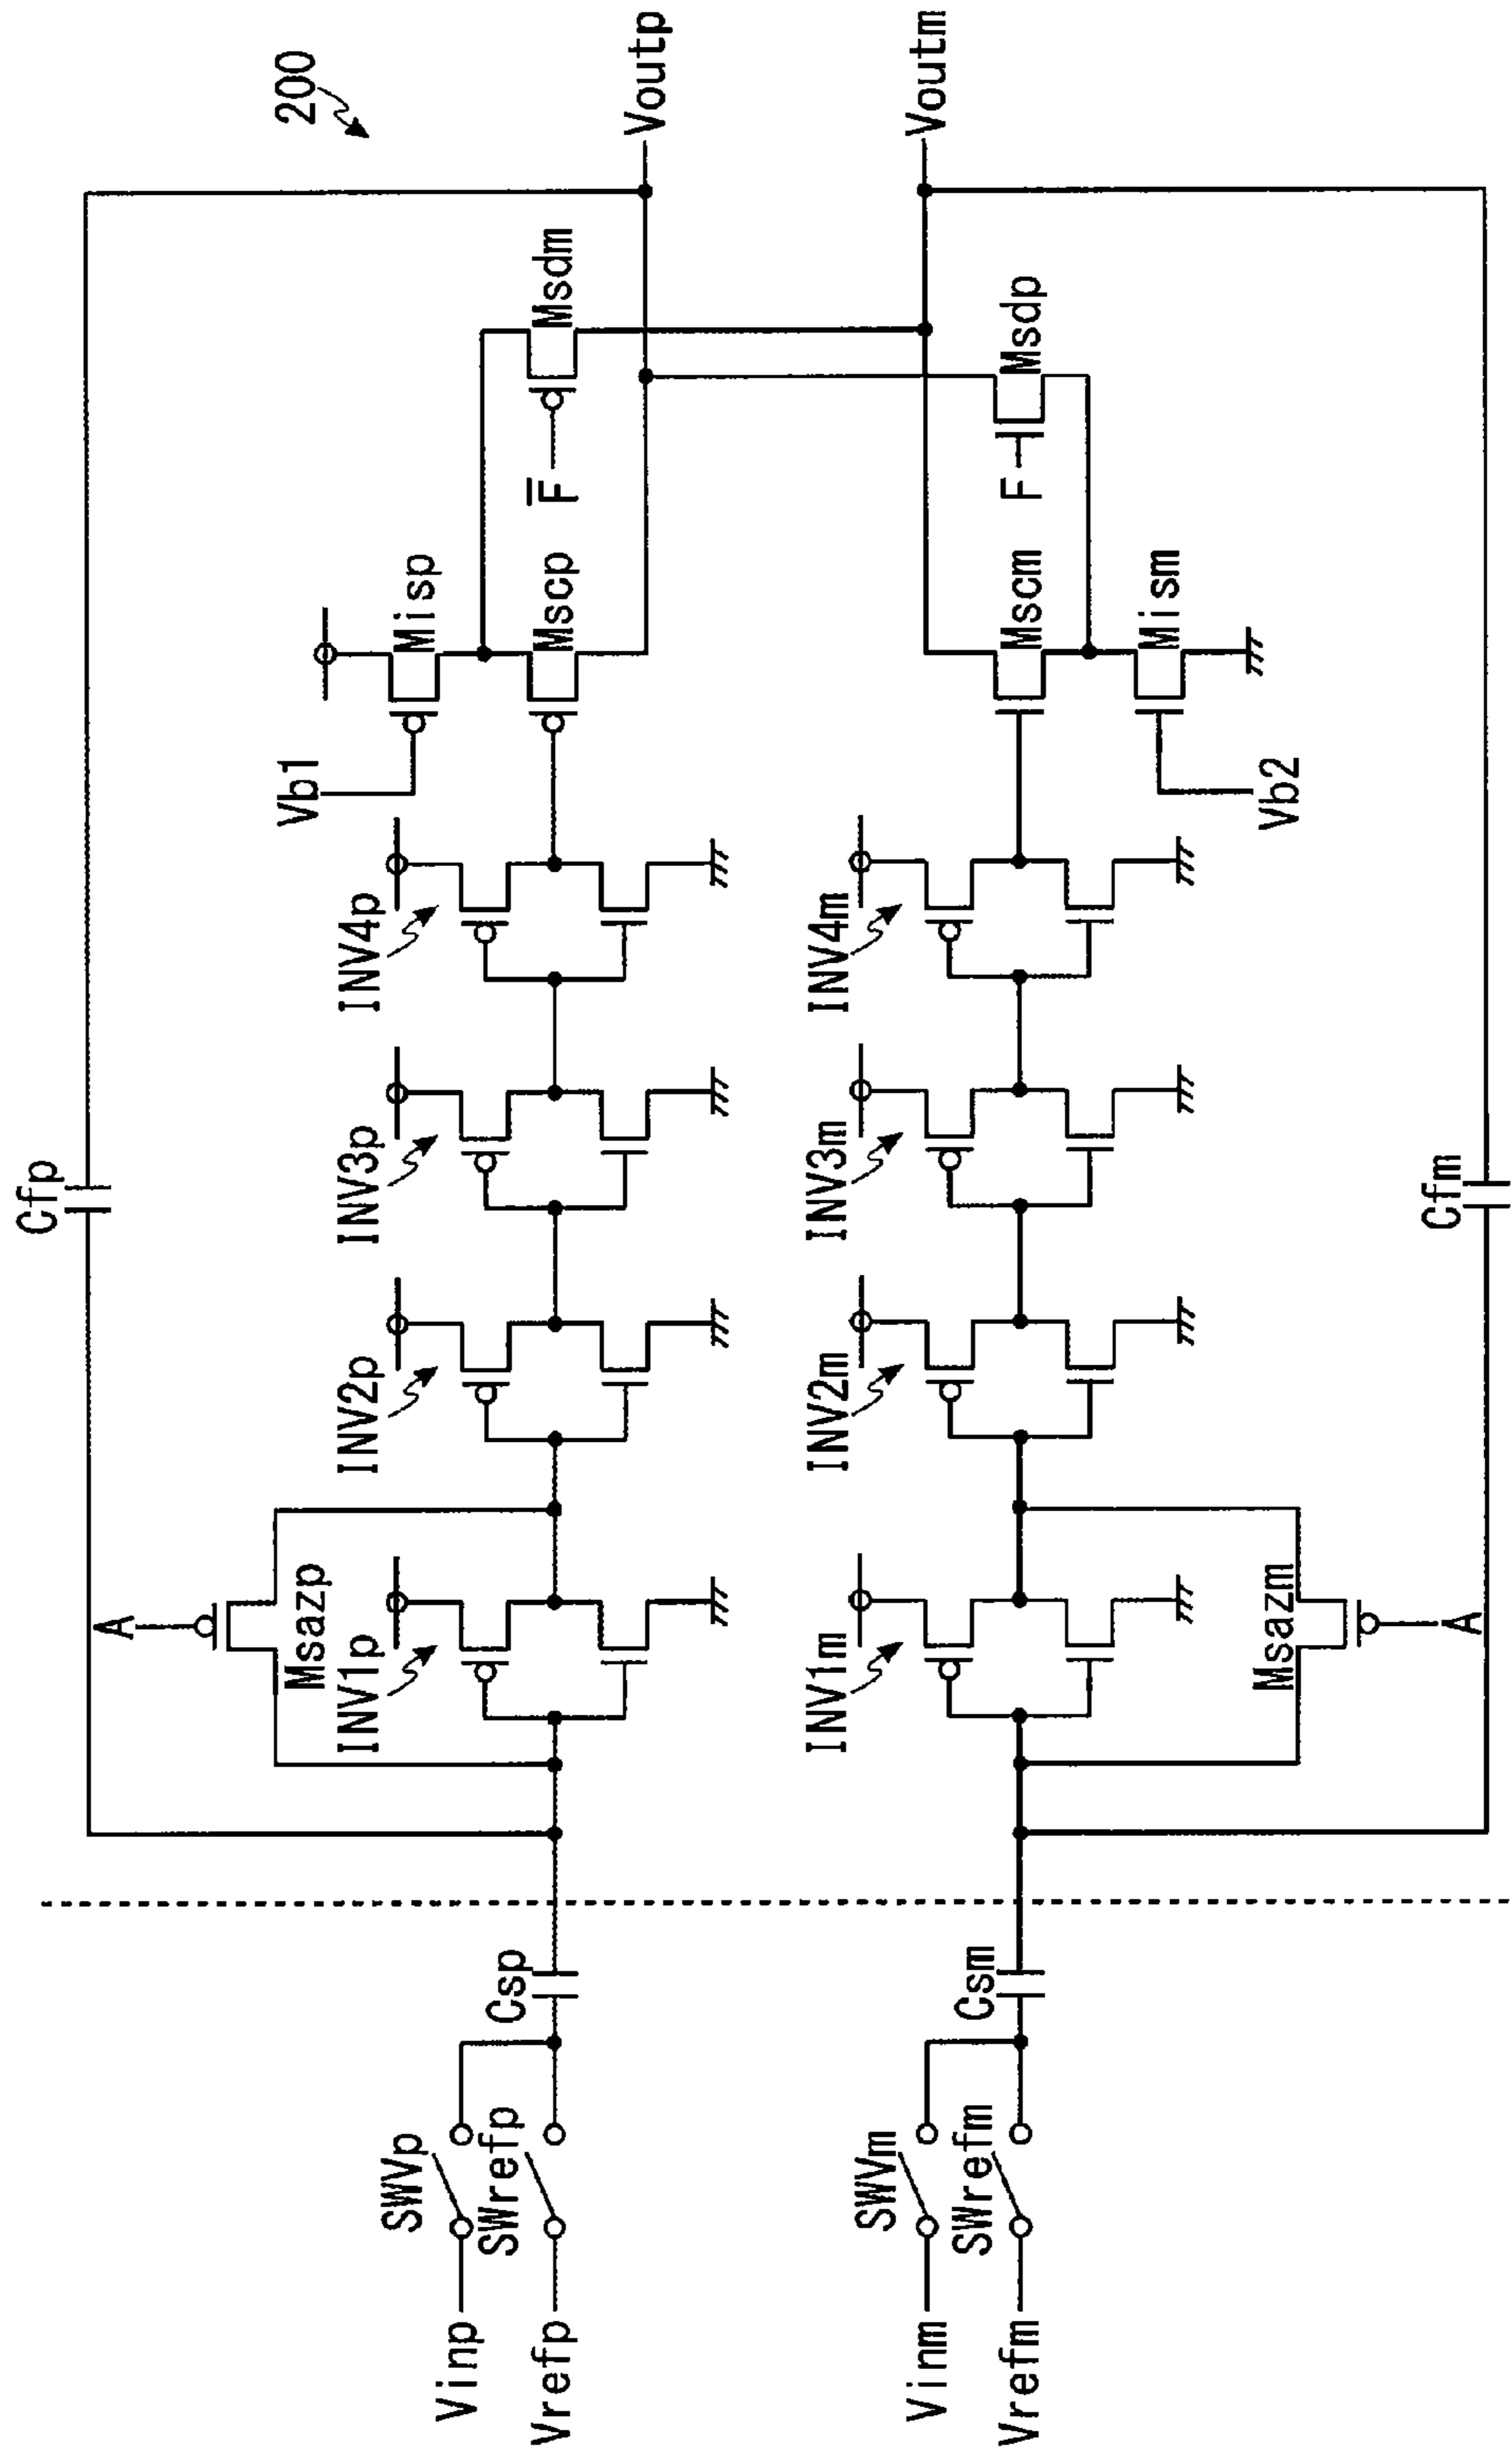 200
Cfp
Voutp
Voutm
Msdm
F
Msdp
F
Misp
Mscp
Mscm
Mism
Vb1
Vb2
INV4p
INV3p
INV2p
INV1p
A
Msazp
INV4m
INV3m
INV2m
INV1m
Msazm
A
Cfm
Csp
Csm
SWVp
SWrefp
Vinp
Vrefp
SWVm
SWrefm
Vinm
Vrefm